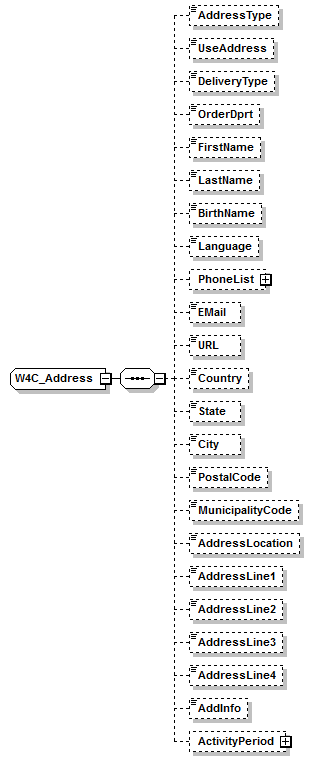 AddressType
UseAddress
DeliveryType
OrderDprt
FirstName
LastName
BirthName
Language
PhoneList
EMail
URL
W4C_Address
Country
State
City
PostalCode
MunicipalityCode
AddressLocation
AddressLine1
AddressLine2
AddressLine3
AddressLine4
AddInfo
ActivityPeriod